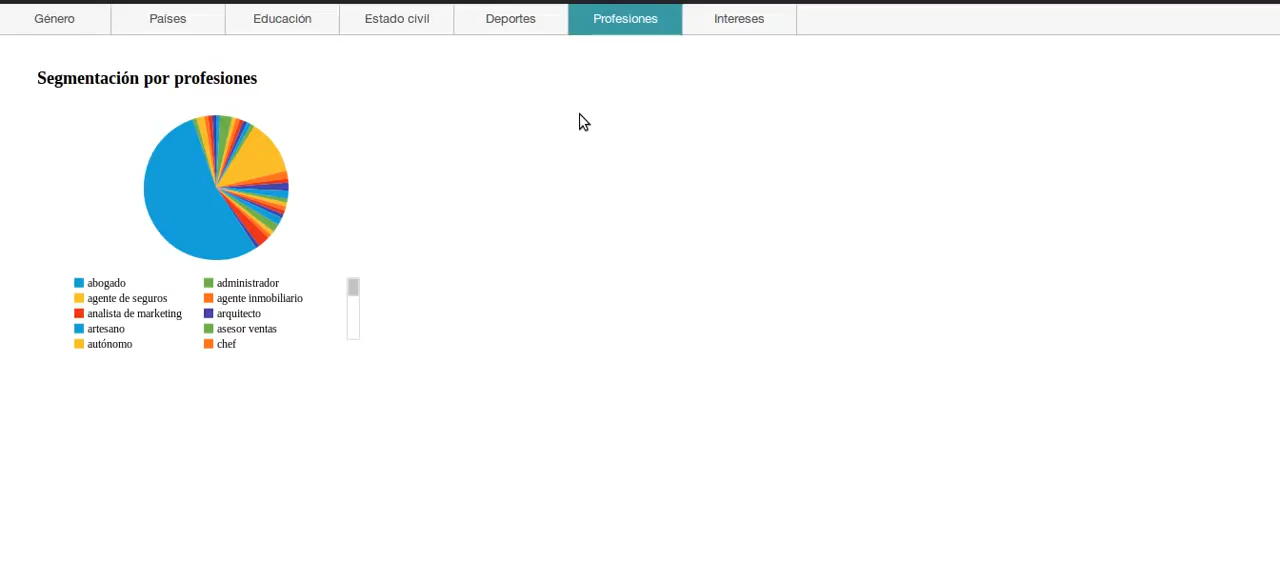 Género Países Educación Estado civil Deportes Profesiones Intereses
Segmentación por profesiones
abogado administrador
agente de seguros agente inmobiliario
analista de marketing arquitecto
artesano asesor ventas
autónomo chef